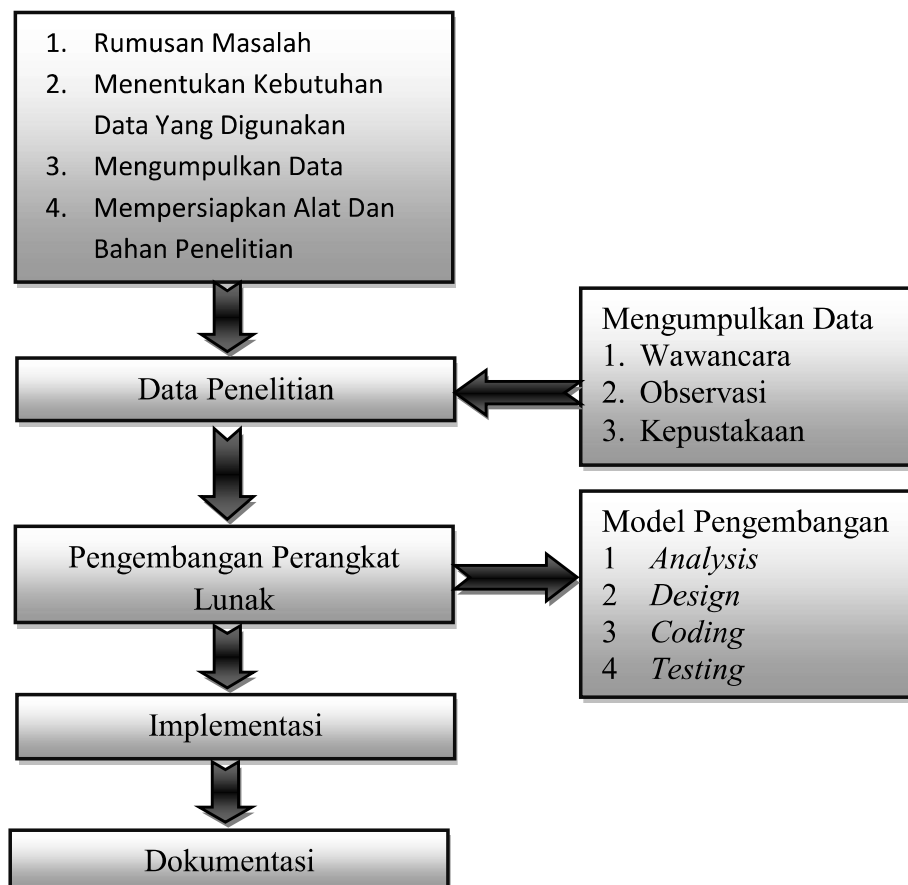 1. Rumusan Masalah
2. Menentukan Kebutuhan
Data Yang Digunakan
3. Mengumpulkan Data
4. Mempersiapkan Alat Dan
Bahan Penelitian
Data Penelitian
Mengumpulkan Data
1. Wawancara
2. Observasi
3. Kepustakaan
Pengembangan Perangkat
Lunak
Model Pengembangan
1 Analysis
2 Design
3 Coding
4 Testing
Implementasi
Dokumentasi